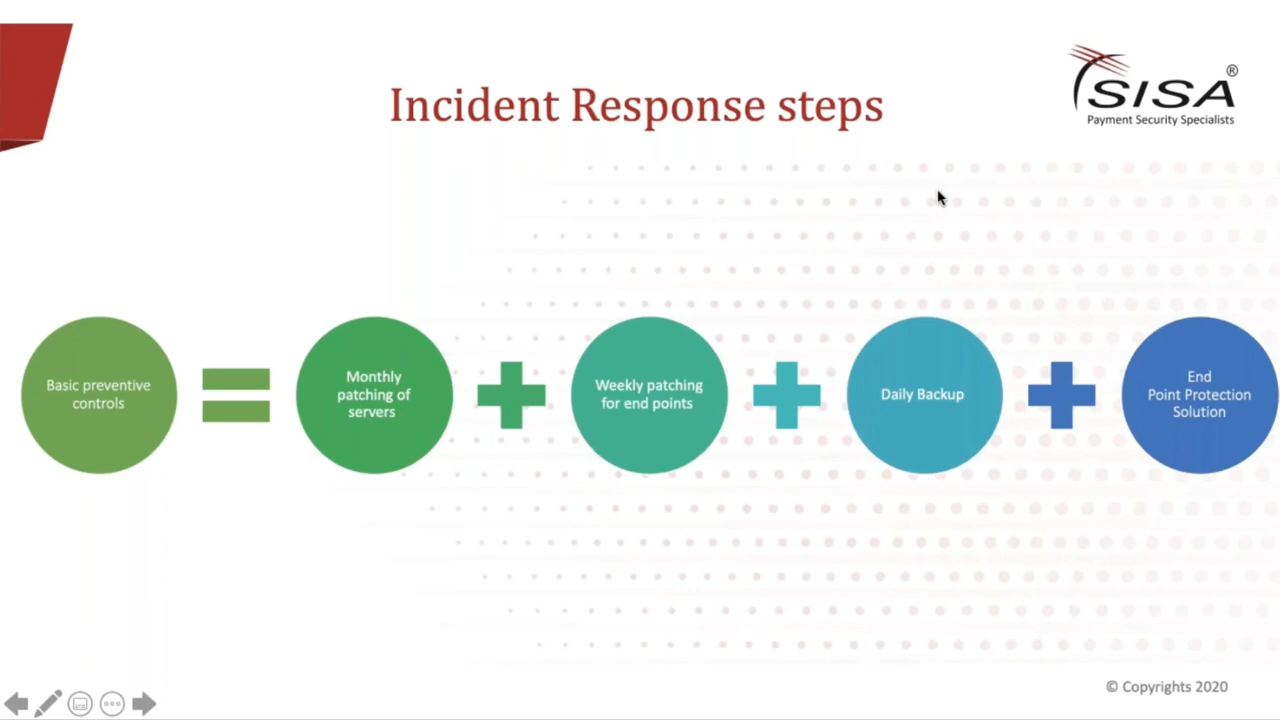 Incident Response steps
SISA®
Payment Security Specialists
Basic preventive
controls
Monthly
patching of
servers
Weekly patching
for end points
Daily Backup
End
Point Protection
Solution
© Copyrights 2020